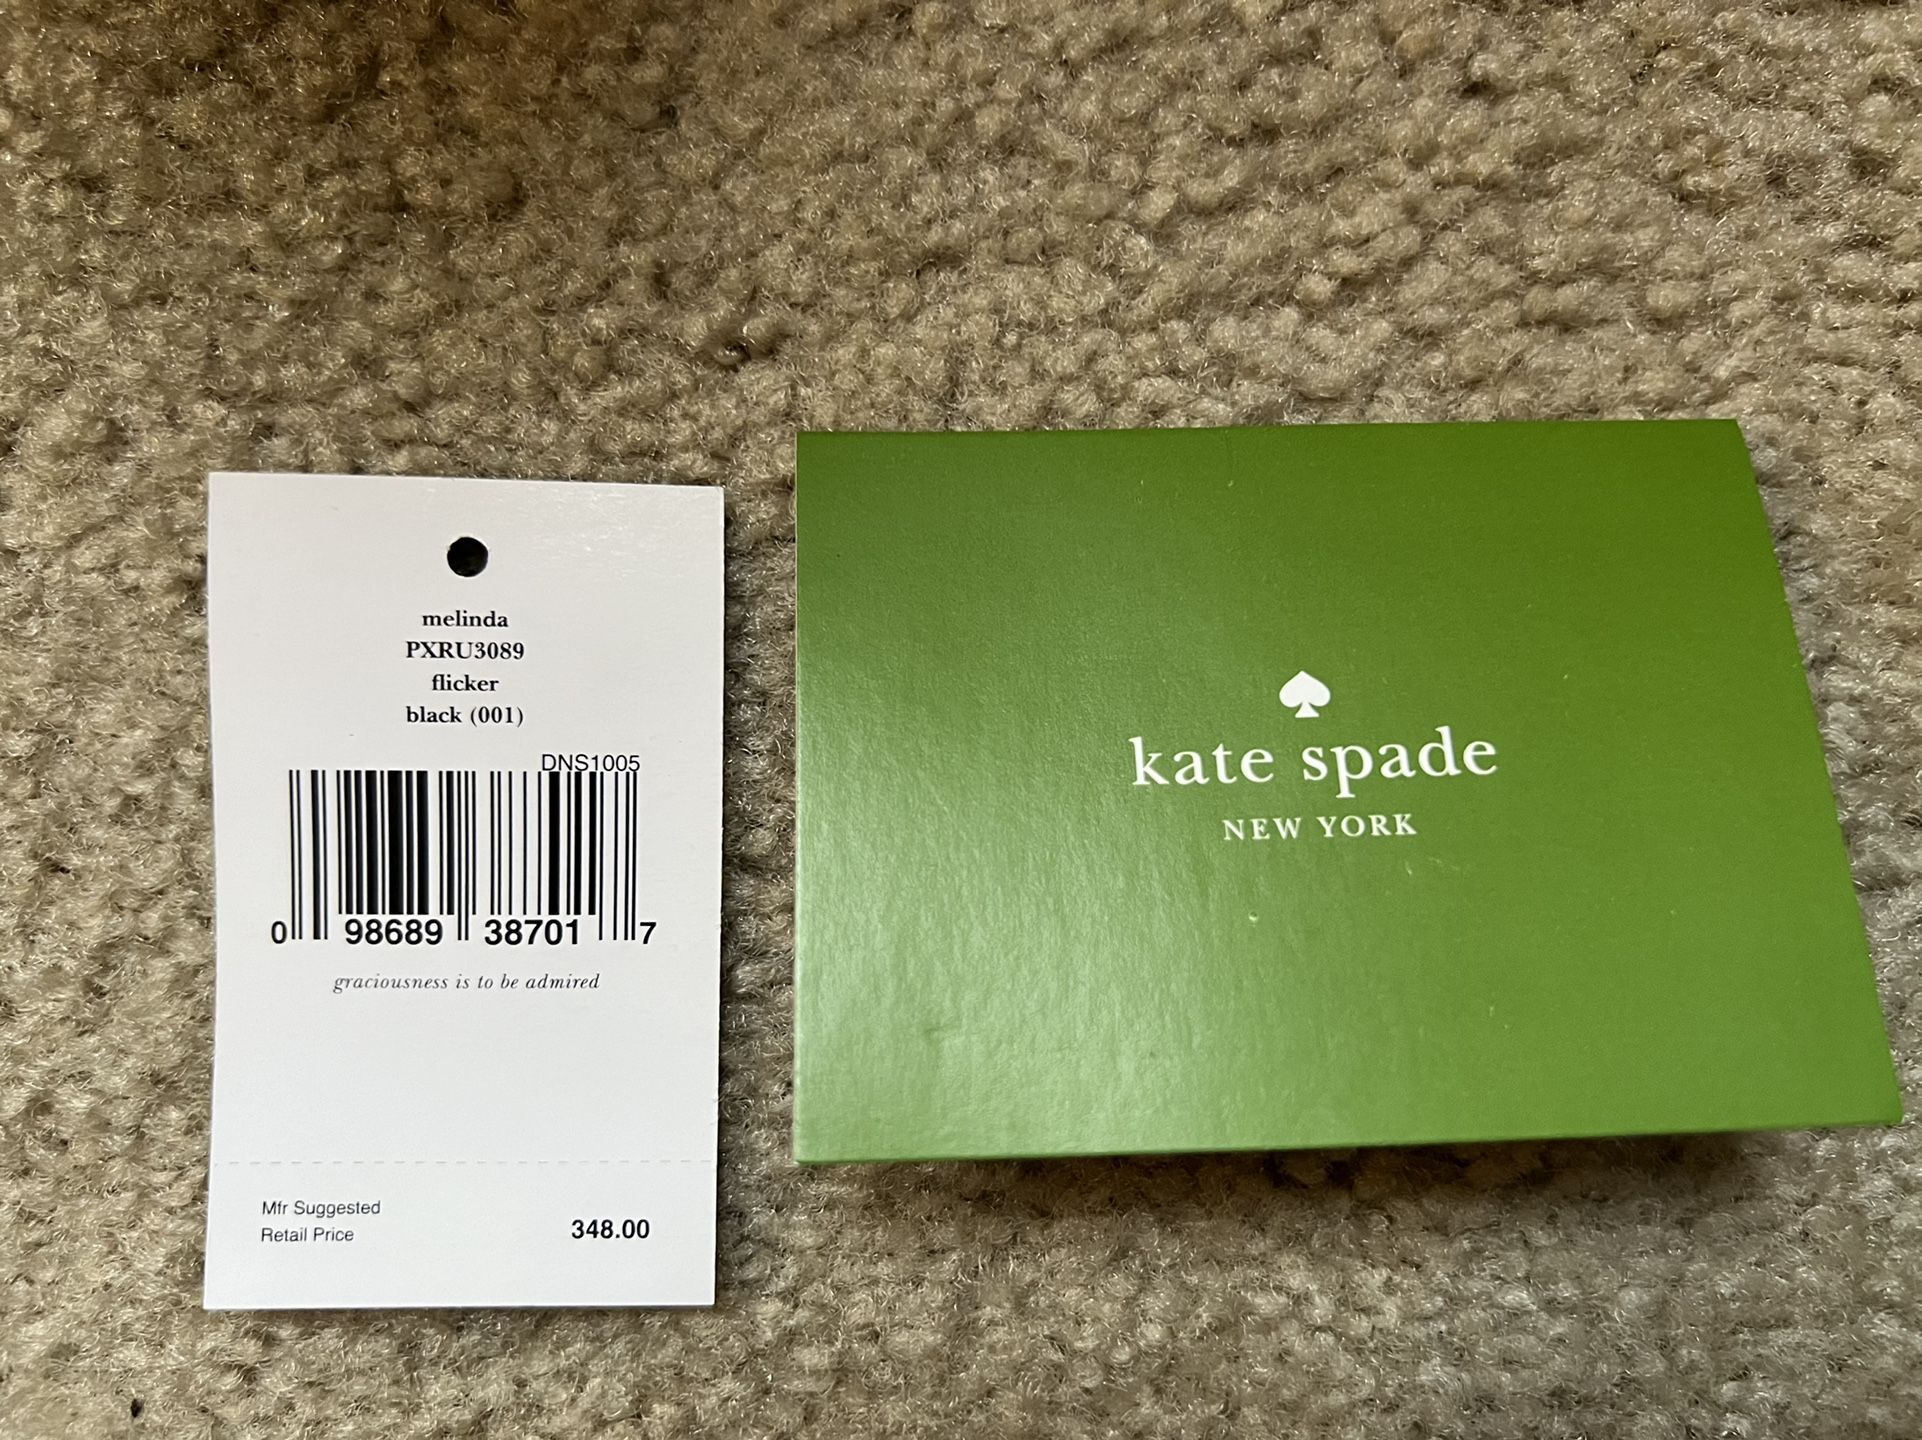 melinda
PXRU3089
flicker
black (001)
DNS1005
0 98689 38701 7
graciousness is to be admired
Mfr Suggested
Retail Price 348.00
kate spade
NEW YORK